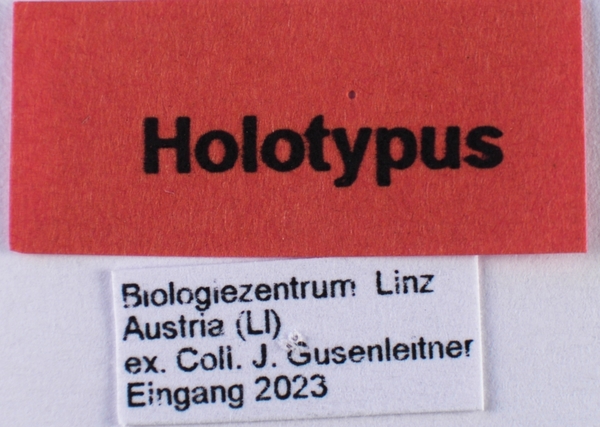 Holotypus
Biologiezentrum Linz
Austria (LI)
ex. Coll. J. Gusenleitner
Eingang 2023